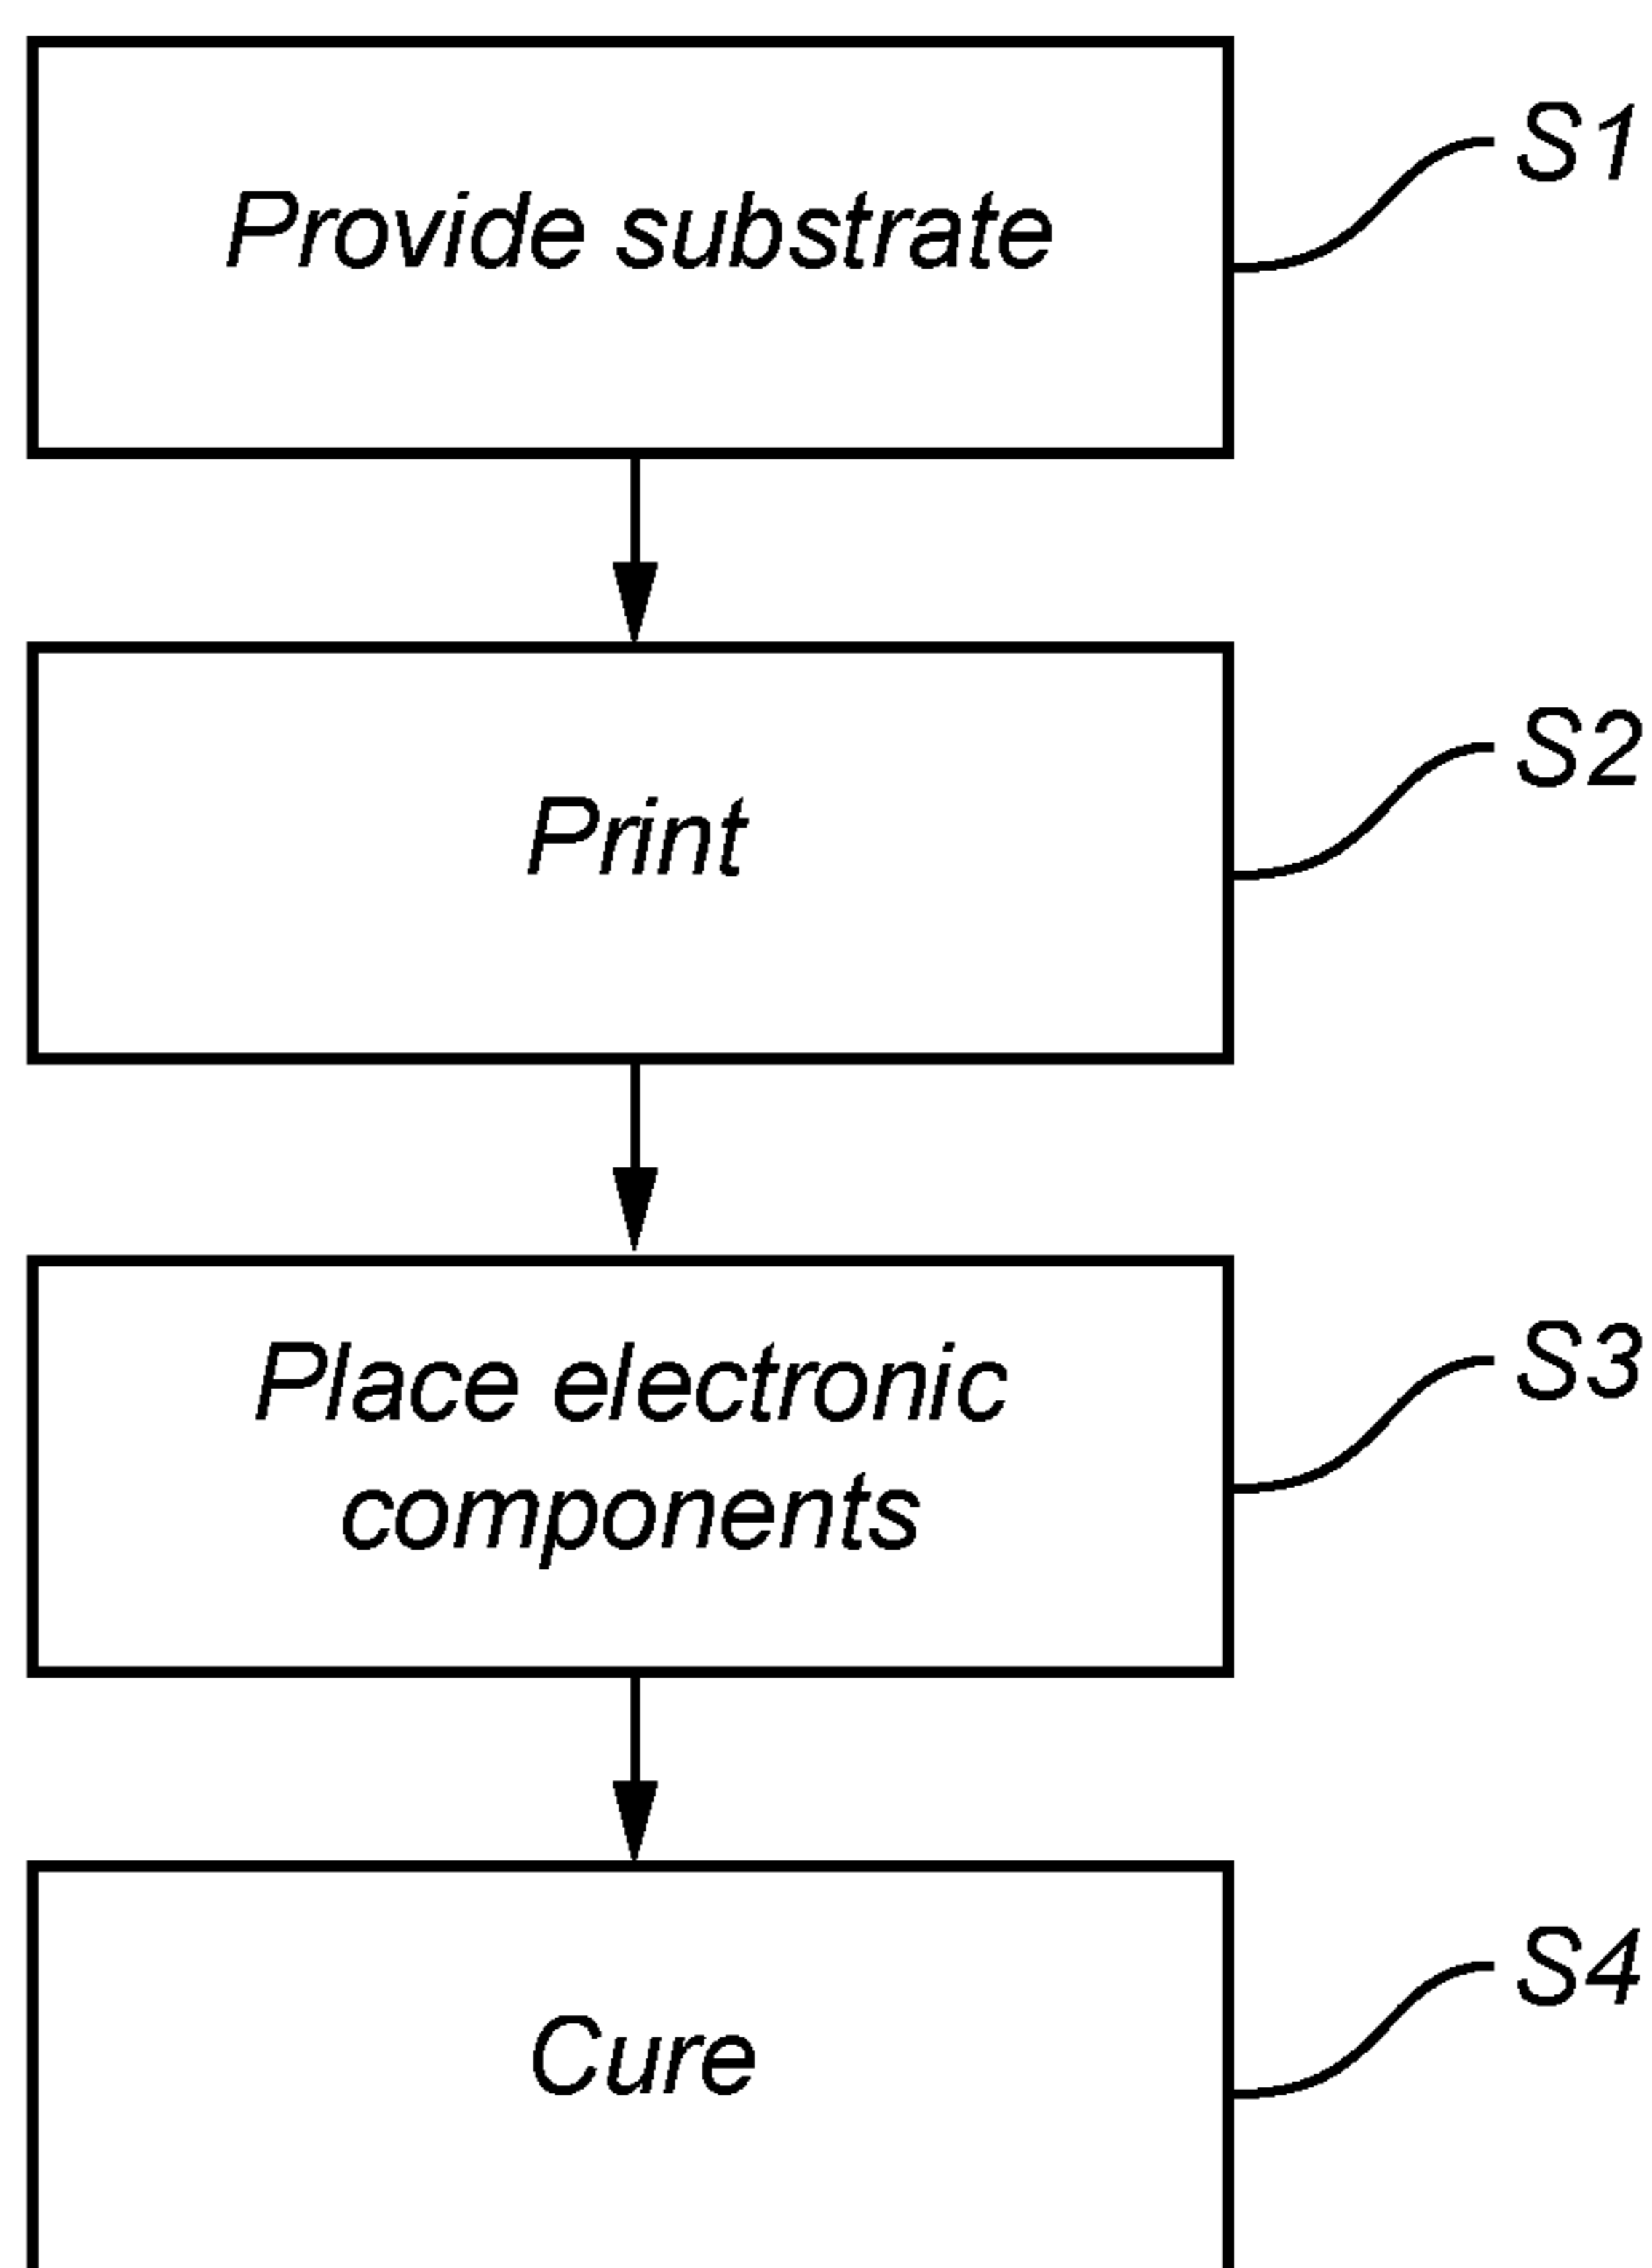 Provide substrate
S1
Print
S2
Place electronic
components
S3
Cure
S4